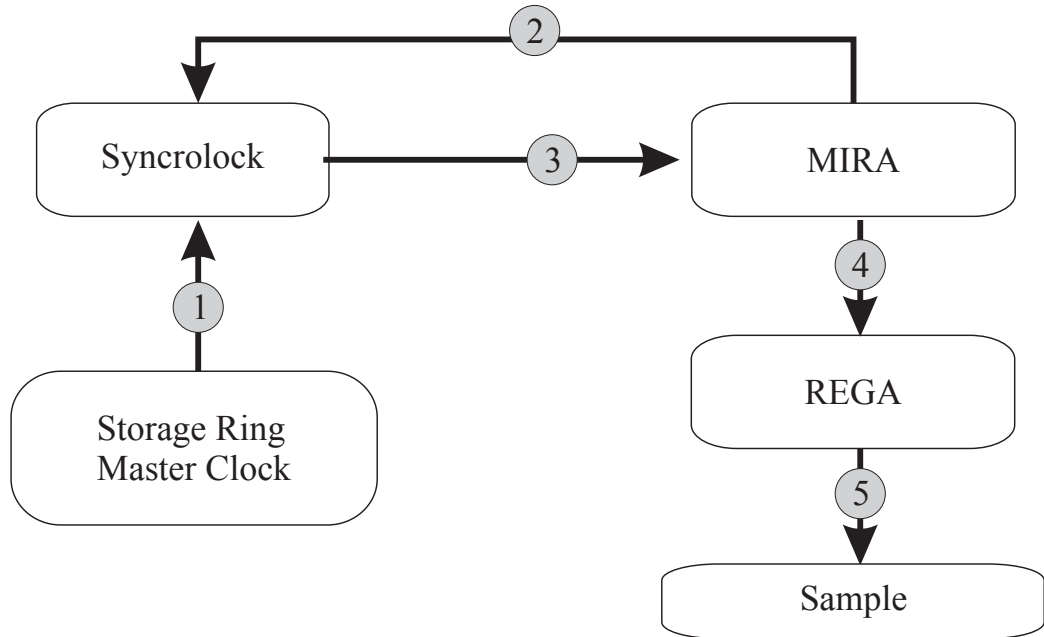 2
Syncrolock
3
MIRA
1
4
Storage Ring
Master Clock
REGA
5
Sample